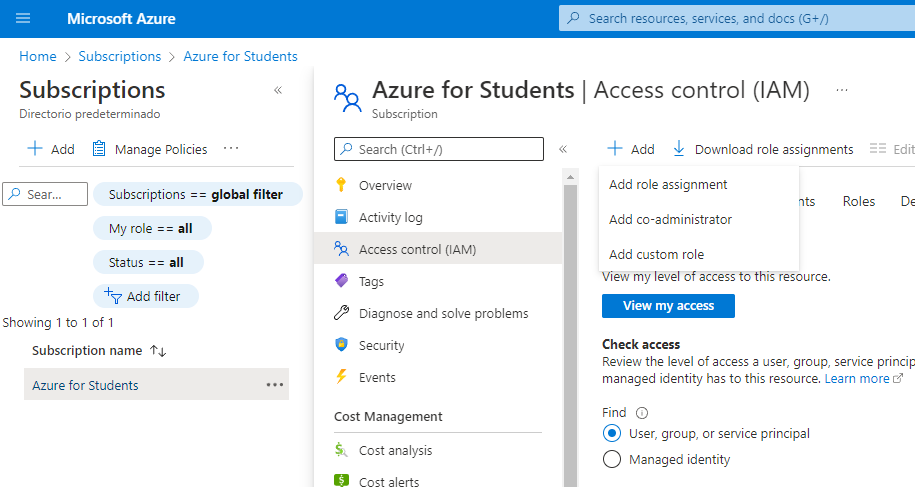 Microsoft Azure
Search resources, services, and docs (G+/)
Home > Subscriptions > Azure for Students
Subscriptions
Directorio predeterminado
+ Add Manage Policies ...
Sear...
Subscriptions == global filter
My role == all
Status == all
Add filter
Showing 1 to 1 of 1
Subscription name
Azure for Students ...
Azure for Students | Access control (IAM) ...
Subscription
Search (Ctrl+/)
Overview
Activity log
Access control (IAM)
Tags
Diagnose and solve problems
Security
Events
Cost Management
Cost analysis
Cost alerts
+ Add Download role assignments Edit
Add role assignment
Add co-administrator
Add custom role
nts Roles De
View my level of access to this resource.
View my access
Check access
Review the level of access a user, group, service principa
managed identity has to this resource. Learn more
Find
User, group, or service principal
Managed identity